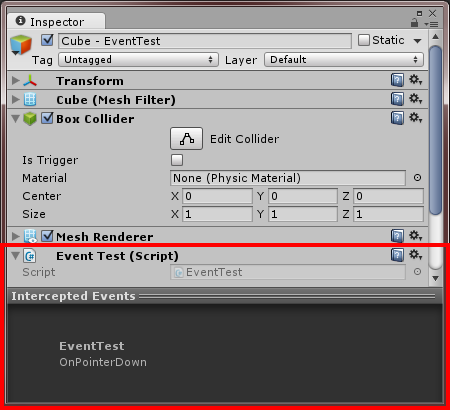 Inspector
Cube - EventTest Static
Tag Untagged Layer Default
Transform
Cube (Mesh Filter)
Box Collider
Edit Collider
Is Trigger
Material None (Physic Material)
Center X 0 Y 0 Z 0
Size X 1 Y 1 Z 1
Mesh Renderer
Event Test (Script)
Script EventTest
Intercepted Events
EventTest
OnPointerDown